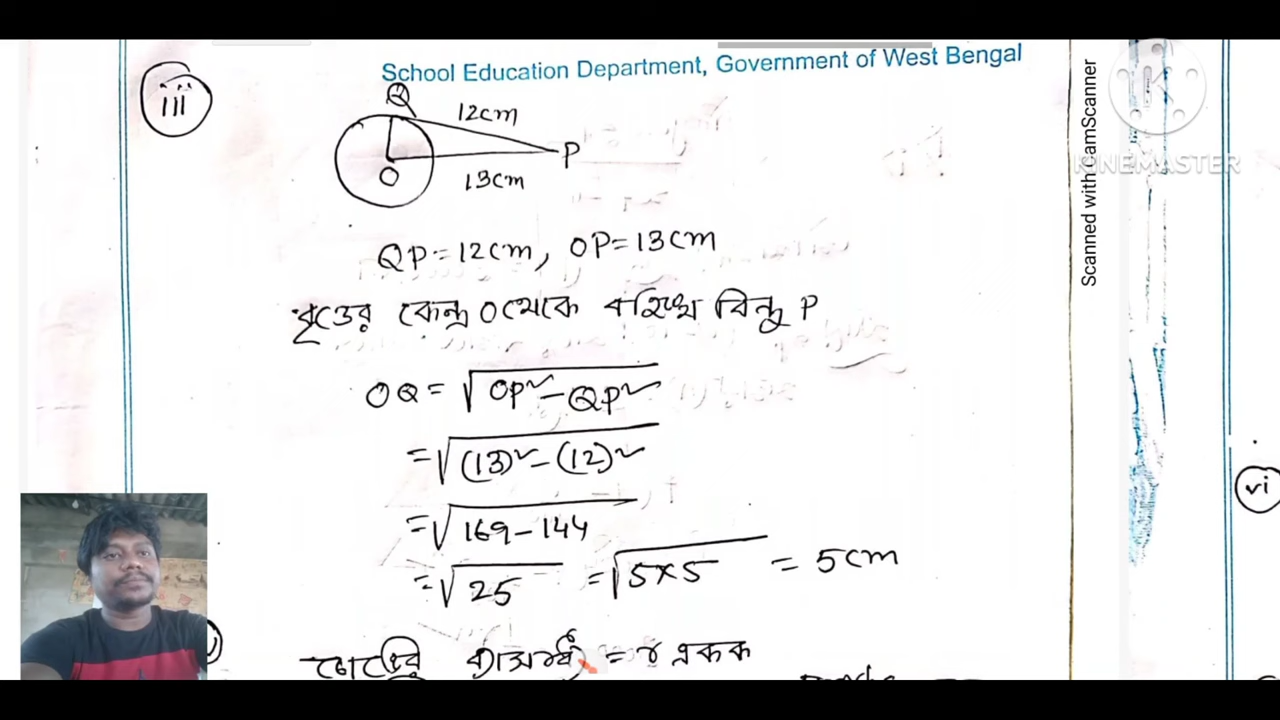 School Education Department, Government of West Bengal
iii
Q
12cm
P
O
13cm
QP = 12cm, OP = 13cm
বৃত্তের কেন্দ্র O থেকে বহিঃস্থ বিন্দু P
OQ = √OP² - QP²
= √(13)² - (12)²
= √169 - 144
= √25 = √5×5 = 5cm
গোলের ব্যাসার্ধ = r একক
vi
Scanned with CamScanner
KINEMASTER